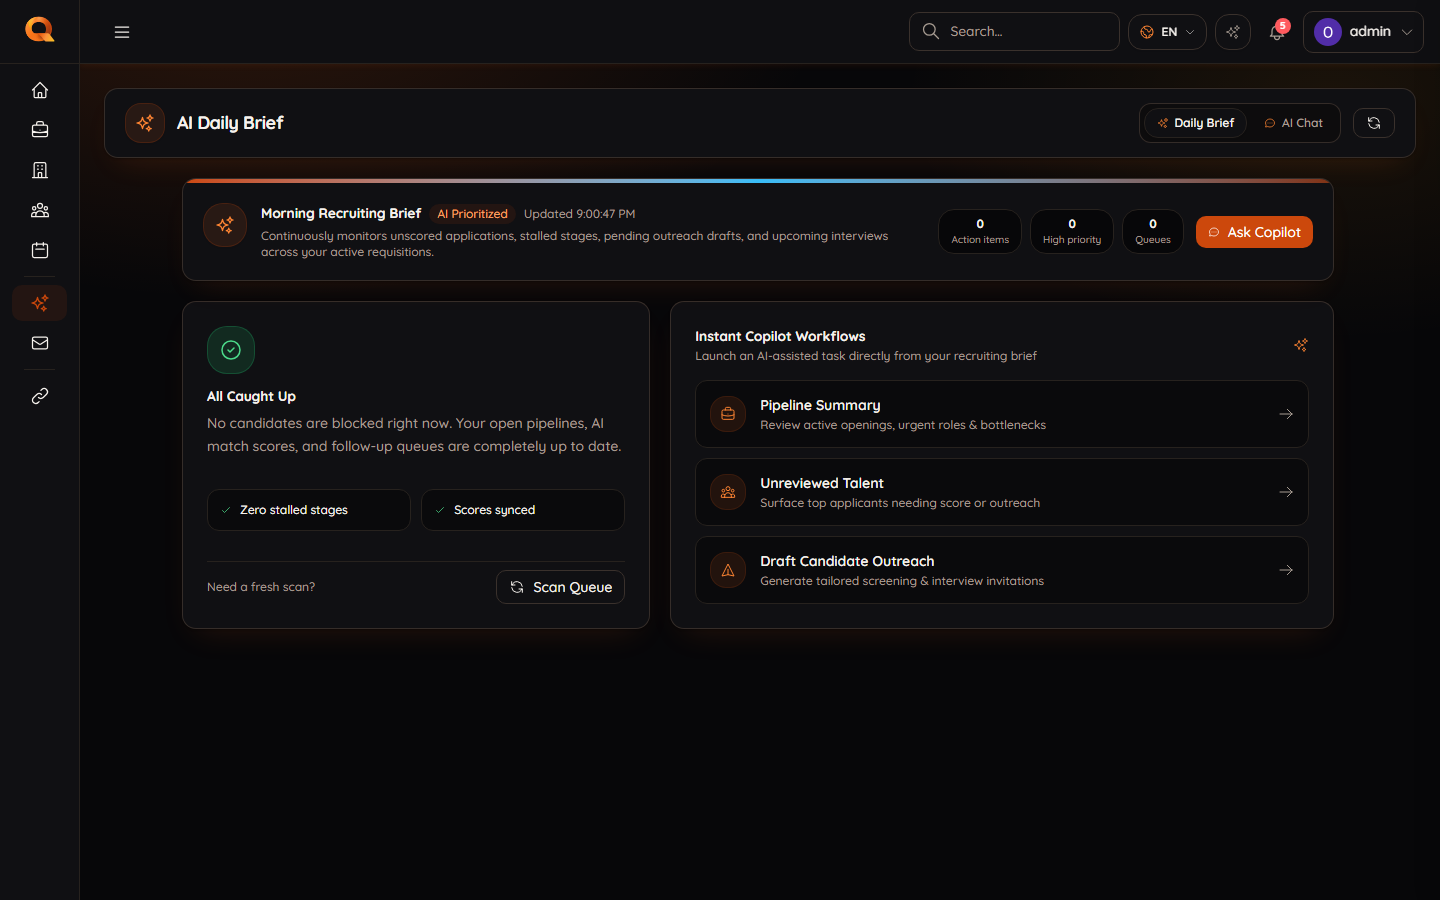 Search...
EN
5
O
admin
AI Daily Brief
Daily Brief
AI Chat
Morning Recruiting Brief
AI Prioritized
Updated 9:00:47 PM
Continuously monitors unscored applications, stalled stages, pending outreach drafts, and upcoming interviews
across your active requisitions.
0
Action items
0
High priority
0
Queues
Ask Copilot
All Caught Up
No candidates are blocked right now. Your open pipelines, AI
match scores, and follow-up queues are completely up to date.
Zero stalled stages
Scores synced
Need a fresh scan?
Scan Queue
Instant Copilot Workflows
Launch an AI-assisted task directly from your recruiting brief
Pipeline Summary
Review active openings, urgent roles & bottlenecks
Unreviewed Talent
Surface top applicants needing score or outreach
Draft Candidate Outreach
Generate tailored screening & interview invitations